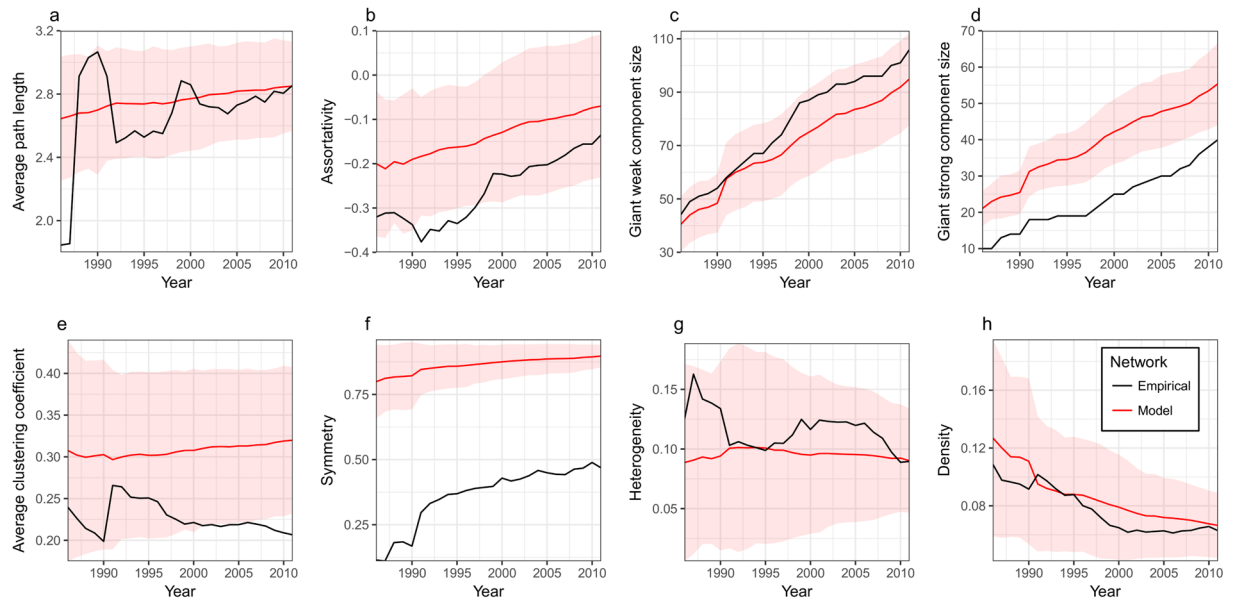 a
Average path length
3.2
2.8
2.4
2.0
1990 1995 2000 2005 2010
Year
b
Assortativity
0.1
0.0
−0.1
−0.2
−0.3
−0.4
1990 1995 2000 2005 2010
Year
c
Giant weak component size
110
90
70
50
30
1990 1995 2000 2005 2010
Year
d
Giant strong component size
70
60
50
40
30
20
10
1990 1995 2000 2005 2010
Year
e
Average clustering coefficient
0.40
0.35
0.30
0.25
0.20
1990 1995 2000 2005 2010
Year
f
Symmetry
0.75
0.50
0.25
1990 1995 2000 2005 2010
Year
g
Heterogeneity
0.15
0.10
0.05
1990 1995 2000 2005 2010
Year
h
Density
0.16
0.12
0.08
1990 1995 2000 2005 2010
Year
Network
Empirical
Model